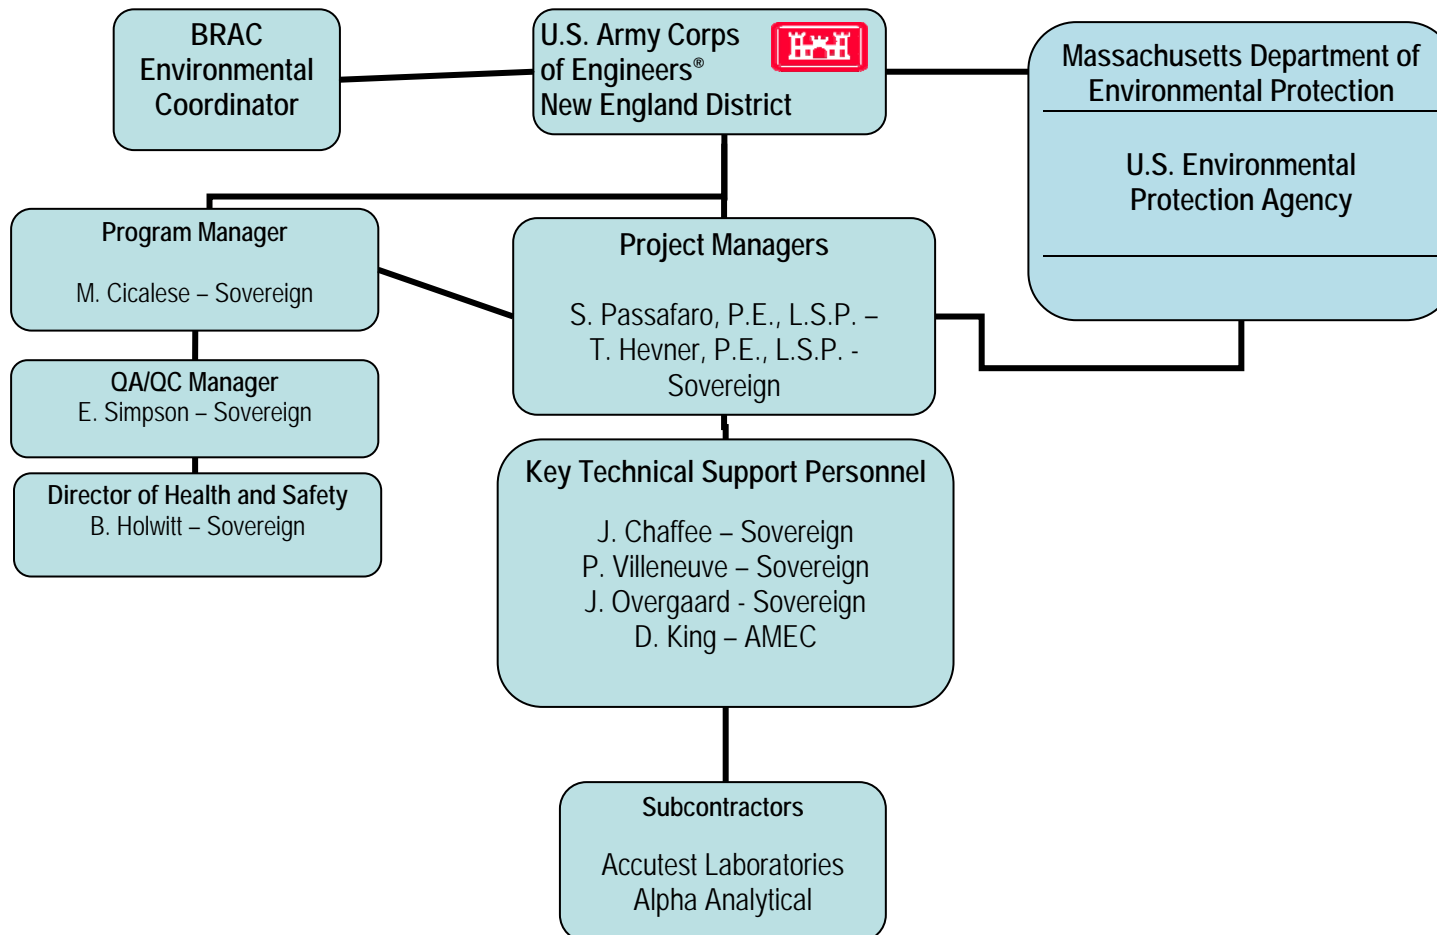 BRAC
Environmental
Coordinator
U.S. Army Corps
of Engineers®
New England District
Massachusetts Department of
Environmental Protection
U.S. Environmental
Protection Agency
Program Manager
M. Cicalese – Sovereign
Project Managers
S. Passafaro, P.E., L.S.P. –
T. Hevner, P.E., L.S.P. -
Sovereign
QA/QC Manager
E. Simpson – Sovereign
Director of Health and Safety
B. Holwitt – Sovereign
Key Technical Support Personnel
J. Chaffee – Sovereign
P. Villeneuve – Sovereign
J. Overgaard - Sovereign
D. King – AMEC
Subcontractors
Accutest Laboratories
Alpha Analytical